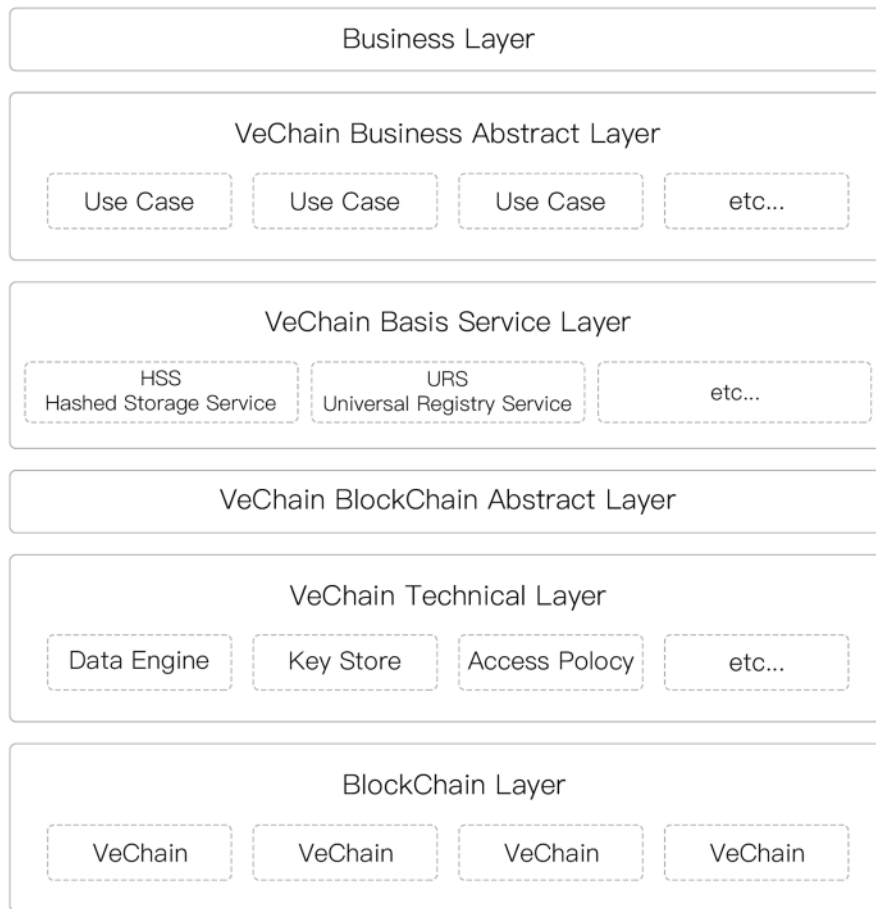 Business Layer
VeChain Business Abstract Layer
Use Case
Use Case
Use Case
etc...
VeChain Basis Service Layer
HSS
Hashed Storage Service
URS
Universal Registry Service
etc...
VeChain BlockChain Abstract Layer
VeChain Technical Layer
Data Engine
Key Store
Access Polocy
etc...
BlockChain Layer
VeChain
VeChain
VeChain
VeChain